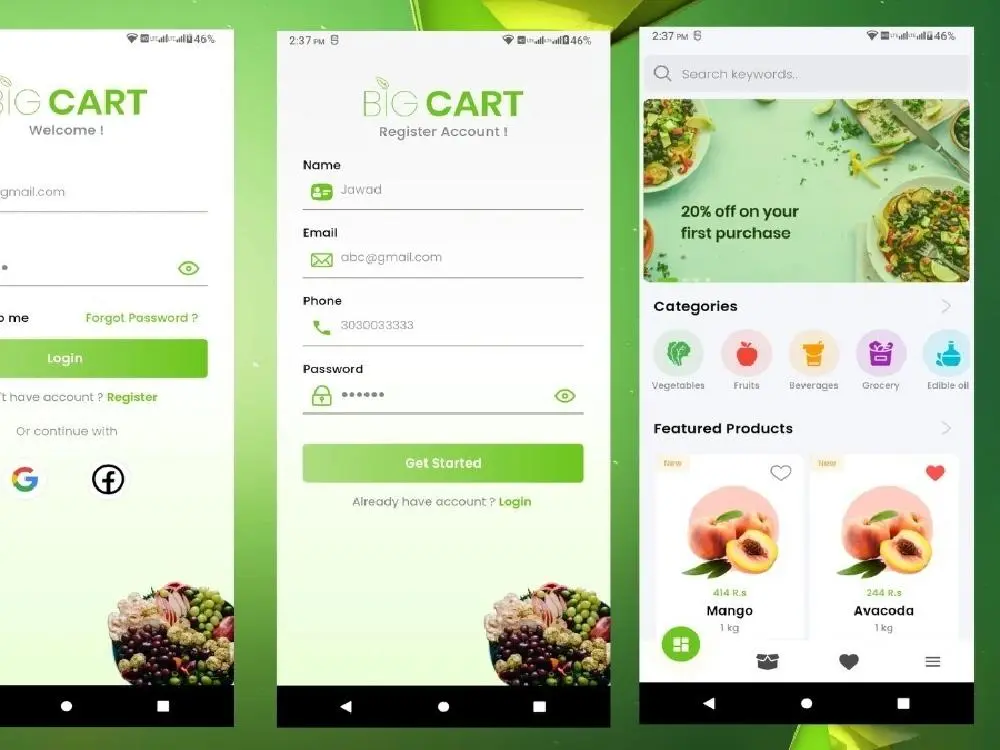 46%
BIG CART
Welcome !
gmail.com
o me
Forgot Password ?
Login
't have account ? Register
Or continue with
2:37 PM
46%
BIG CART
Register Account !
Name
Jawad
Email
abc@gmail.com
Phone
3030033333
Password
••••••
Get Started
Already have account ? Login
2:37 PM
46%
Search keywords..
20% off on your
first purchase
Categories
Vegetables
Fruits
Beverages
Grocery
Edible oil
Featured Products
New
New
414 R.s
244 R.s
Mango
Avacoda
1 kg
1 kg